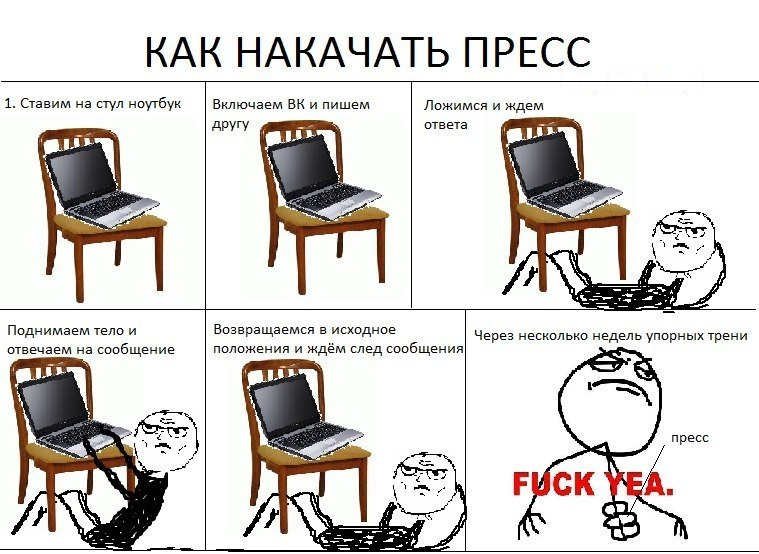 КАК НАКАЧАТЬ ПРЕСС
1. Ставим на стул ноутбук
Включаем ВК и пишем
другу
Ложимся и ждем
ответа
Поднимаем тело и
отвечаем на сообщение
Возвращаемся в исходное
положения и ждём след сообщения
Через несколько недель упорных трени
пресс
FUCK YEA.